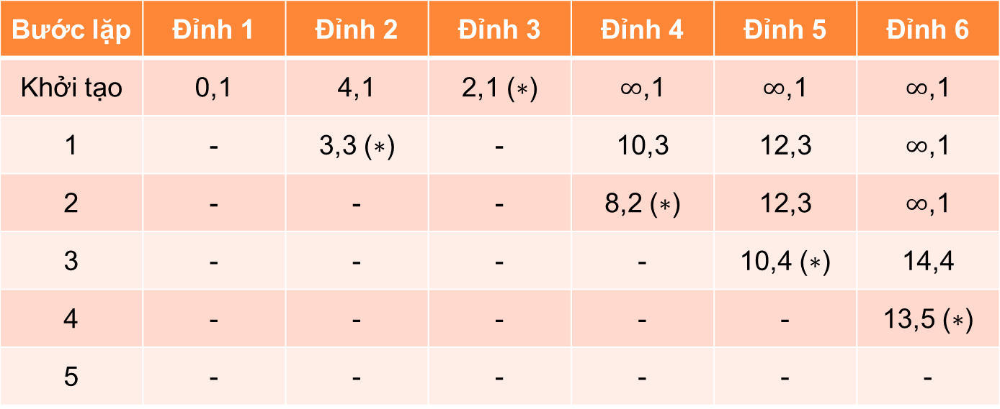 Bước lặp Đỉnh 1 Đỉnh 2 Đỉnh 3 Đỉnh 4 Đỉnh 5 Đỉnh 6
Khởi tạo 0,1 4,1 2,1 (∗) ∞,1 ∞,1 ∞,1
1 - 3,3 (∗) - 10,3 12,3 ∞,1
2 - - - 8,2 (∗) 12,3 ∞,1
3 - - - - 10,4 (∗) 14,4
4 - - - - - 13,5 (∗)
5 - - - - - -